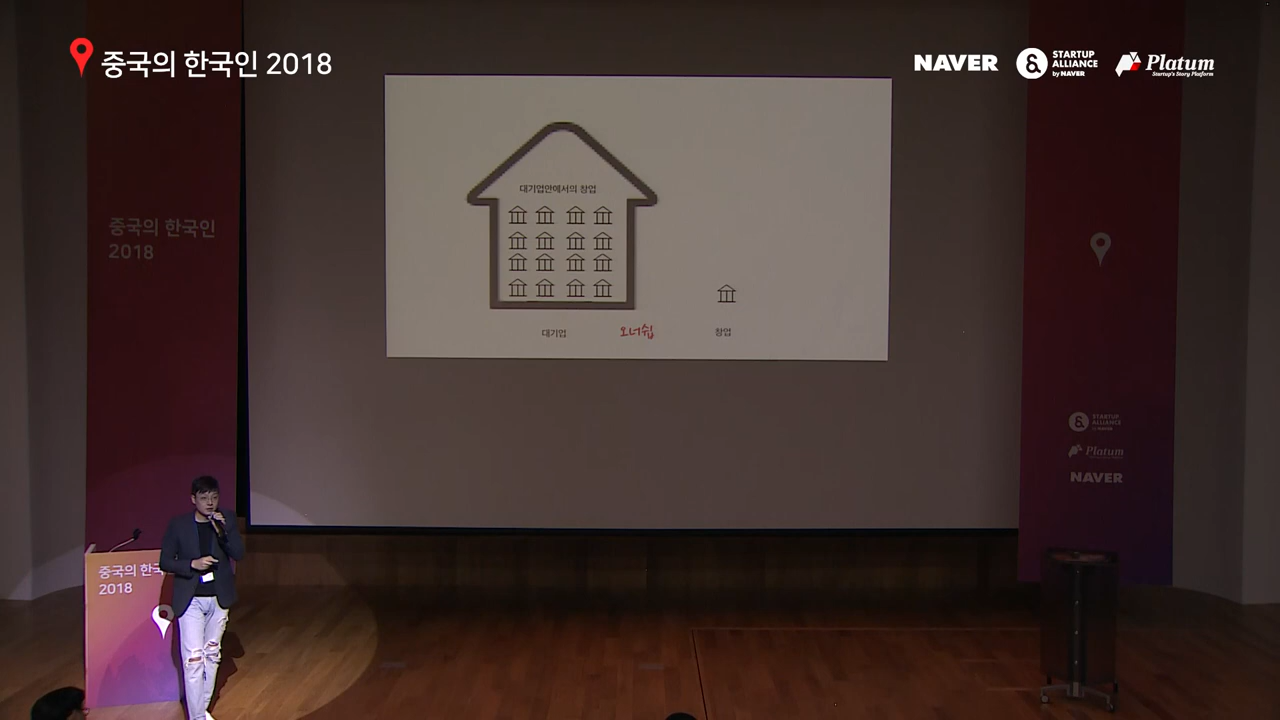 중국의 한국인 2018
NAVER
& STARTUP
ALLIANCE
by NAVER
Platum
Startup's Story Platform
대기업안에서의 창업
대기업
오너쉽
창업
중국의 한국인
2018
& STARTUP
ALLIANCE
by NAVER
Platum
NAVER
중국의 한국
2018